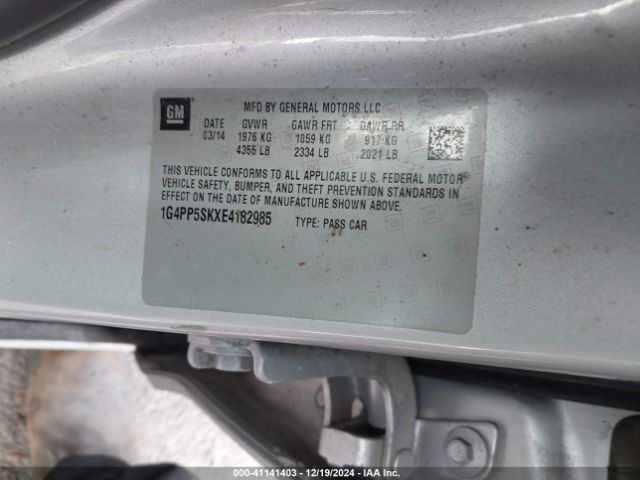 GM
MFD BY GENERAL MOTORS LLC
DATE GVWR GAWR FRT GAWR RR
03/14 1976 KG 1059 KG 917 KG
4355 LB 2334 LB 2021 LB
THIS VEHICLE CONFORMS TO ALL APPLICABLE U.S. FEDERAL MOTOR
VEHICLE SAFETY, BUMPER, AND THEFT PREVENTION STANDARDS IN
EFFECT ON THE DATE OF MANUFACTURE SHOWN ABOVE.
1G4PP5SKXE4182985 TYPE: PASS CAR
000-41141403 - 12/19/2024 - IAA Inc.